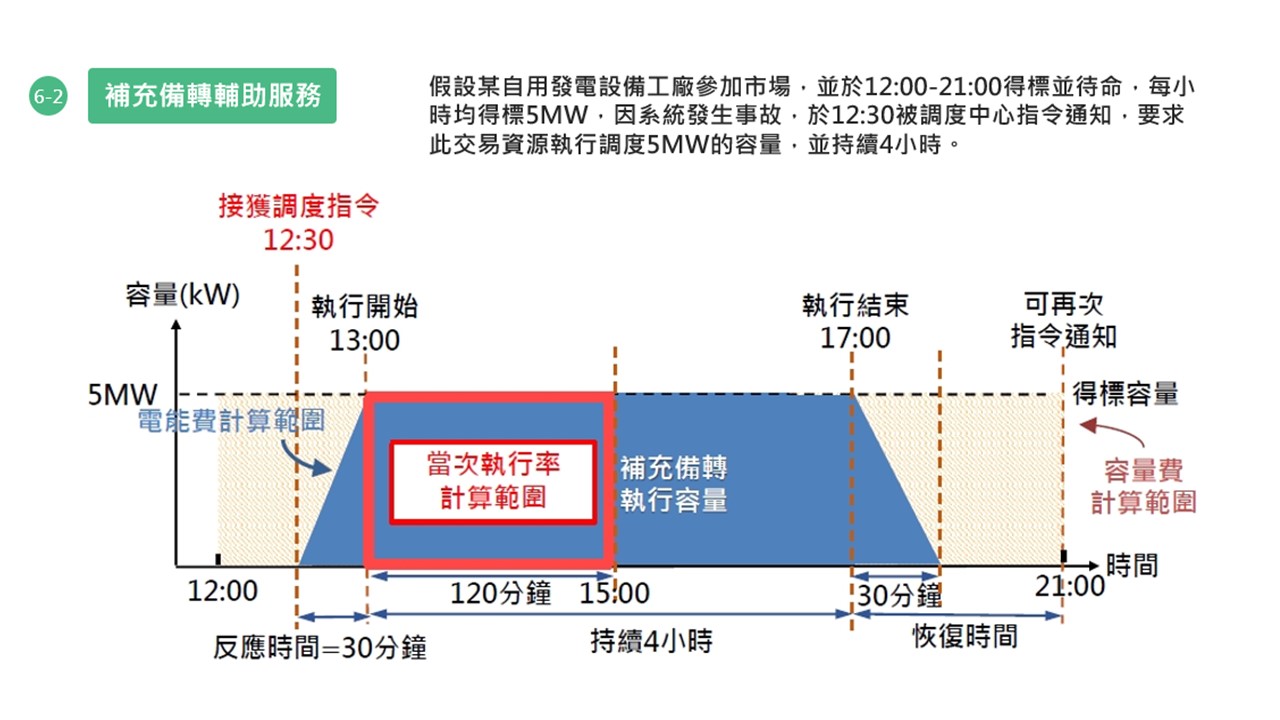 6-2
補充備轉輔助服務
假設某自用發電設備工廠參加市場，並於12:00-21:00得標並待命，每小
時均得標5MW，因系統發生事故，於12:30被調度中心指令通知，要求
此交易資源執行調度5MW的容量，並持續4小時。
接獲調度指令
12:30
容量(kW)
執行開始
13:00
執行結束
17:00
可再次
指令通知
5MW
得標容量
電能費計算範圍
當次執行率
計算範圍
補充備轉
執行容量
容量費
計算範圍
時間
12:00
120分鐘
15:00
30分鐘
21:00
反應時間=30分鐘
持續4小時
恢復時間